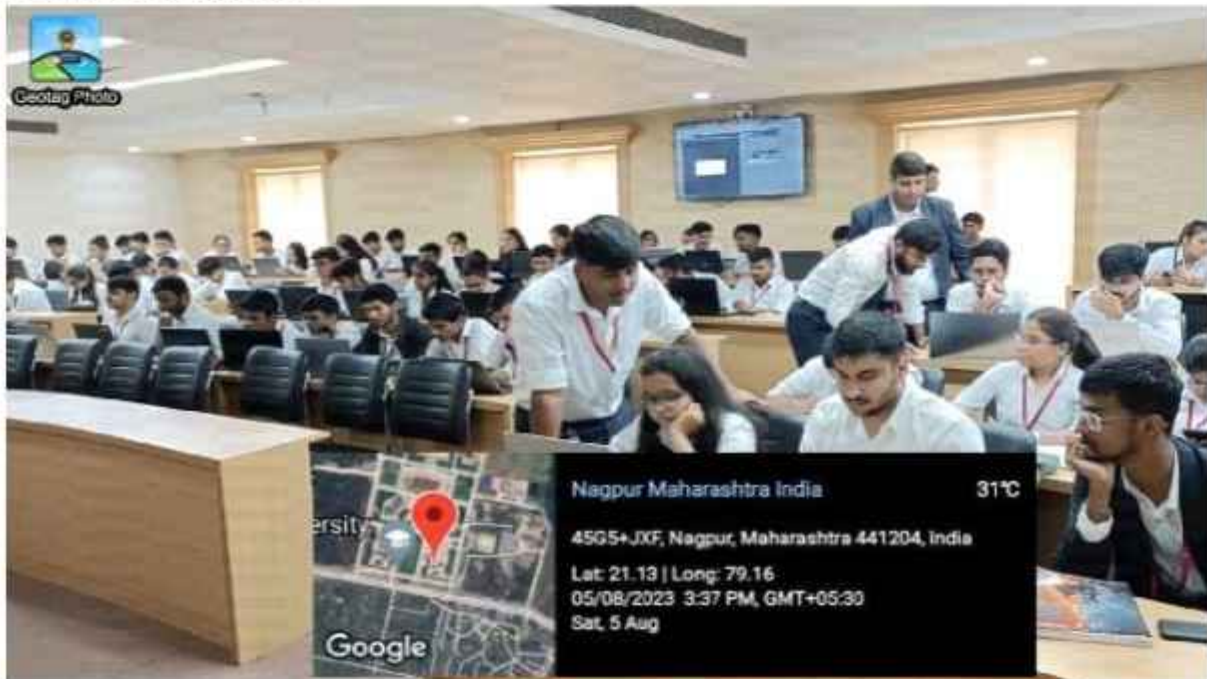 Geotag Photo
Nagpur Maharashtra India
31°C
45G5+JXF, Nagpur, Maharashtra 441204, India
Lat: 21.13 | Long: 79.16
05/08/2023 3:37 PM, GMT+05:30
Sat, 5 Aug
ersity
Google